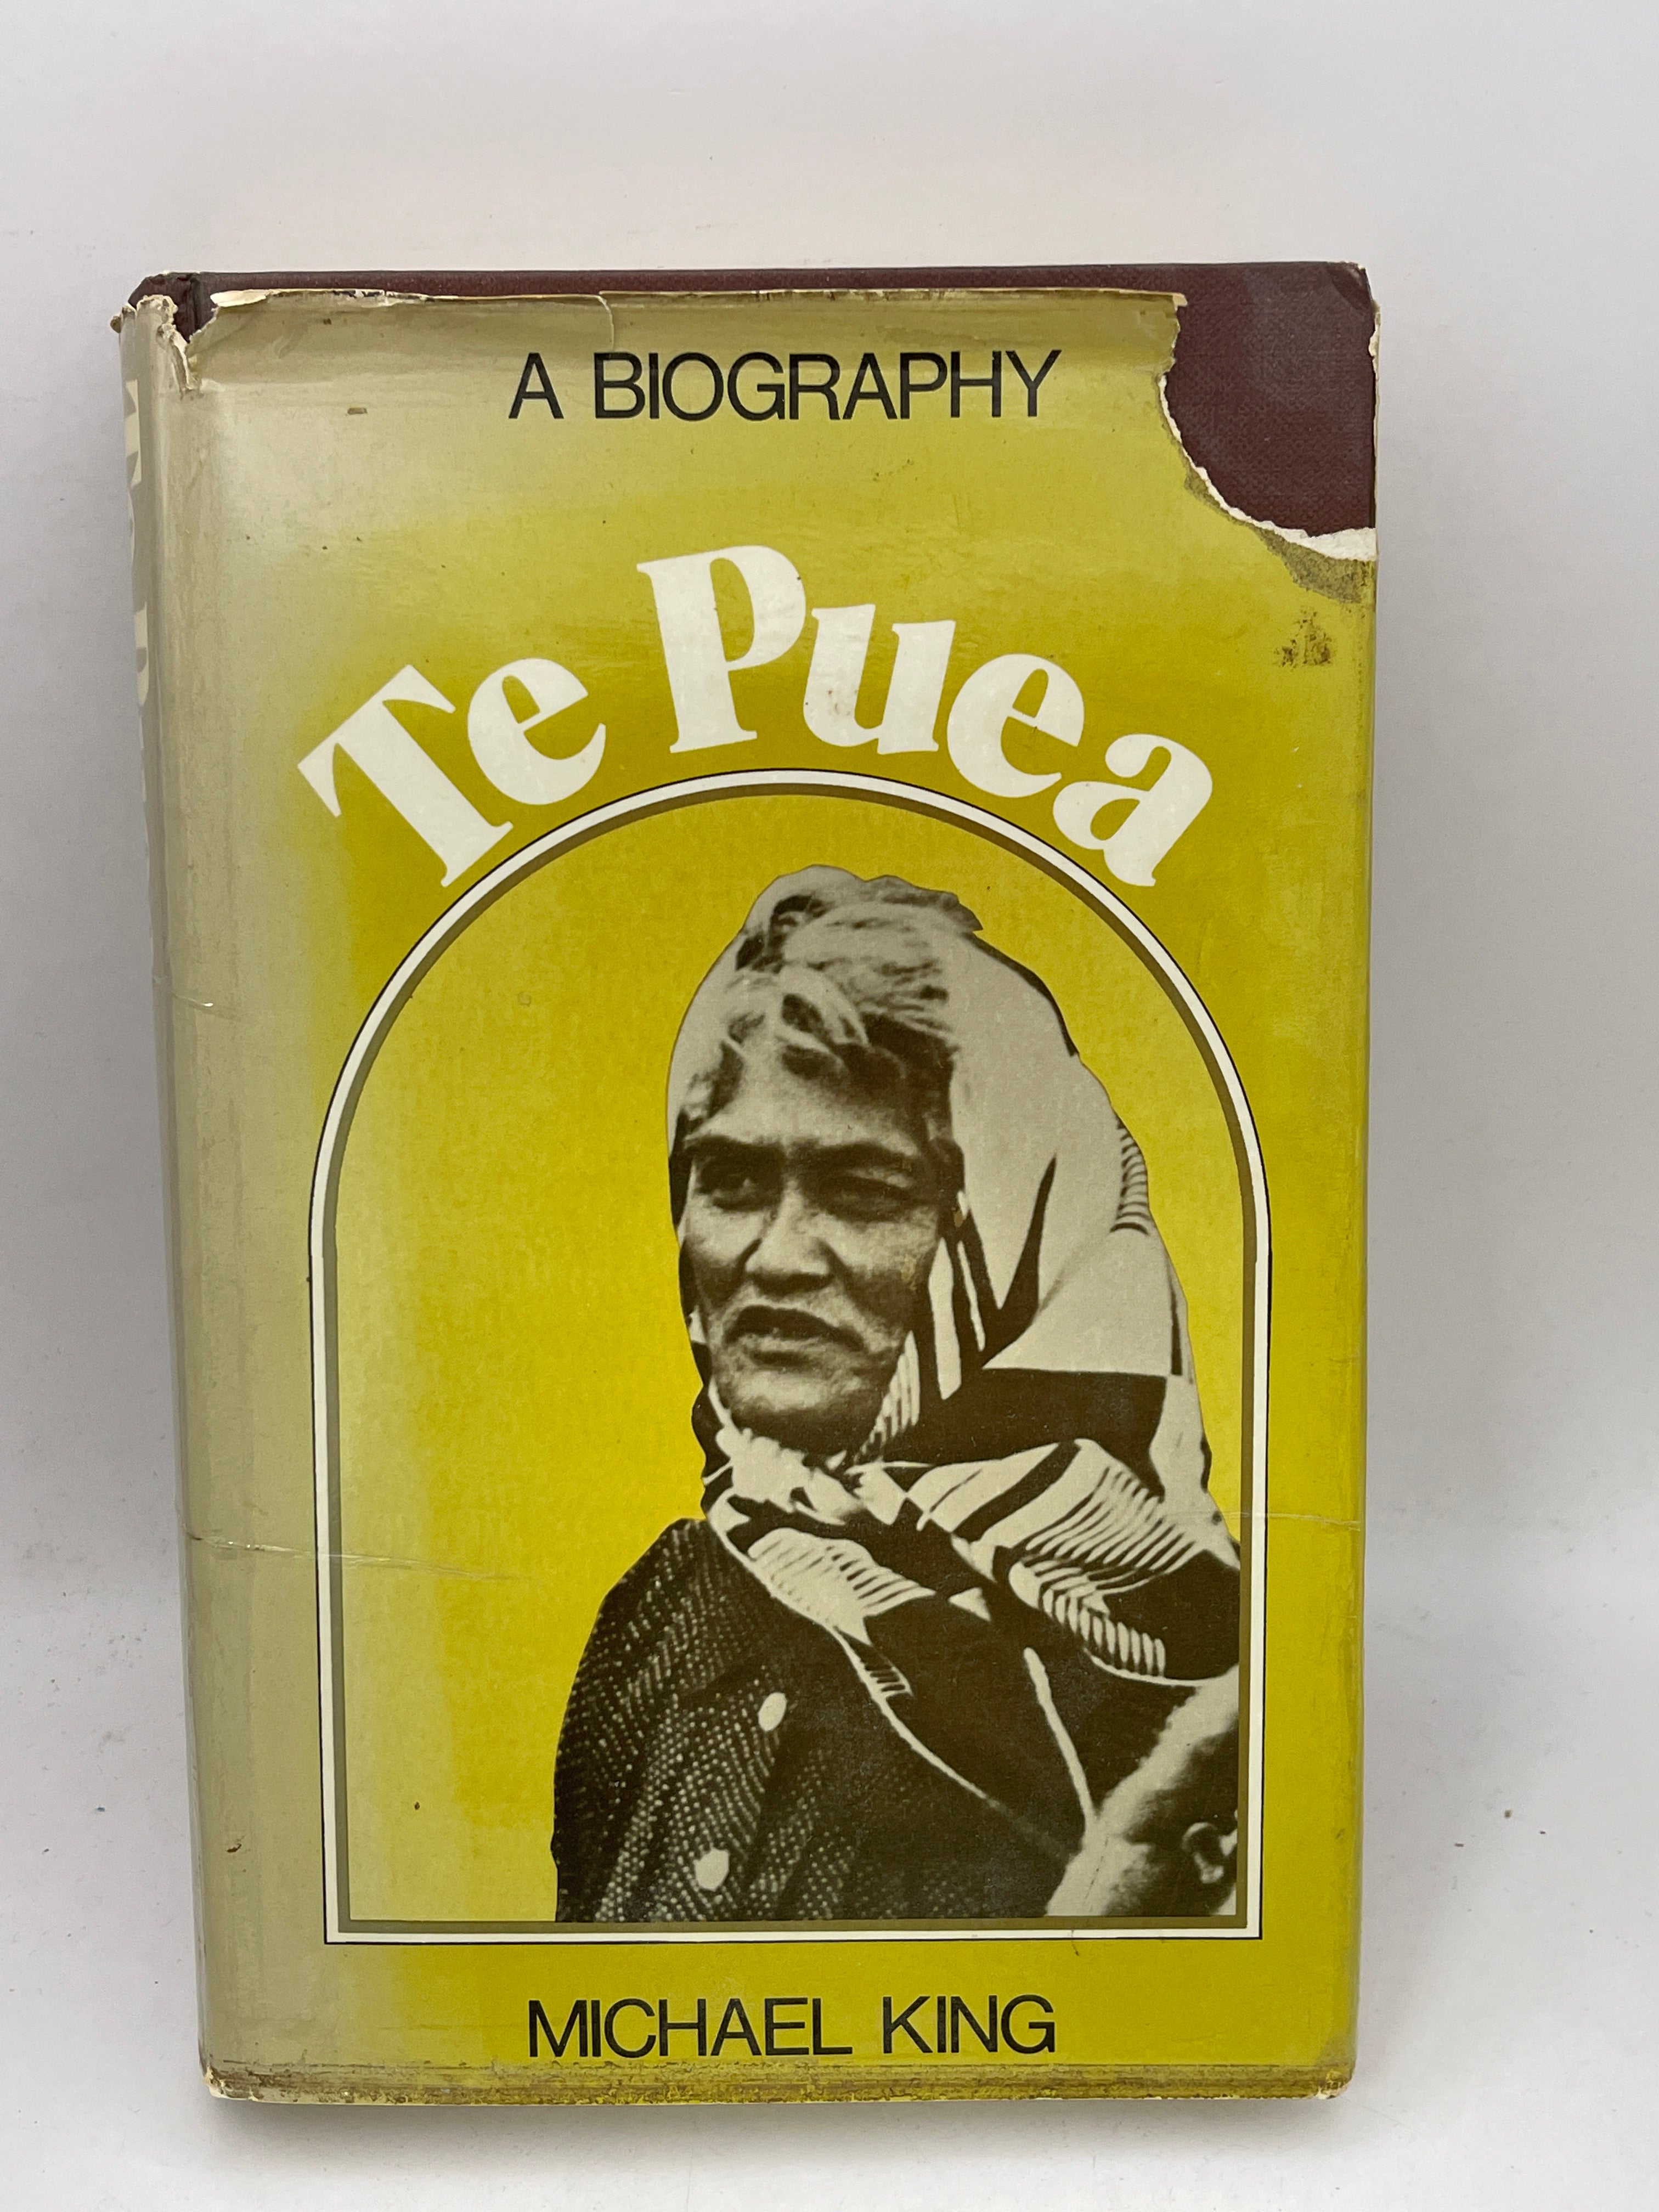 A BIOGRAPHY
Te Puea
MICHAEL KING